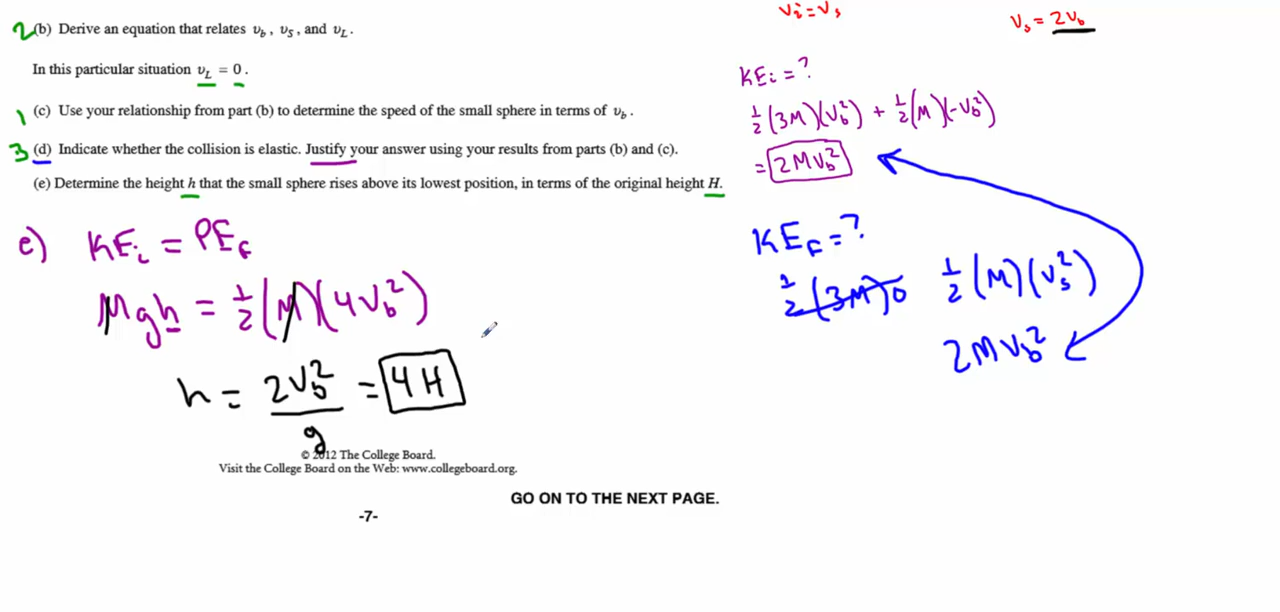 2(b) Derive an equation that relates υb, υS, and υL.
In this particular situation υL = 0.
1 (c) Use your relationship from part (b) to determine the speed of the small sphere in terms of υb.
3 (d) Indicate whether the collision is elastic. Justify your answer using your results from parts (b) and (c).
(e) Determine the height h that the small sphere rises above its lowest position, in terms of the original height H.
e) KEi = PEf
Mgh = 1/2 (M)(4Vb²)
h = 2Vb²/g = 4H
© 2012 The College Board.
Visit the College Board on the Web: www.collegeboard.org.
GO ON TO THE NEXT PAGE.
-7-
Vi = Vs
Vs = 2Vb
KEi = ?
1/2 (3M)(Vb²) + 1/2 (M)(-Vb²)
= 2MVb²
KEF = ?
1/2 (3M) 0 1/2 (M)(Vs²)
2MVb²